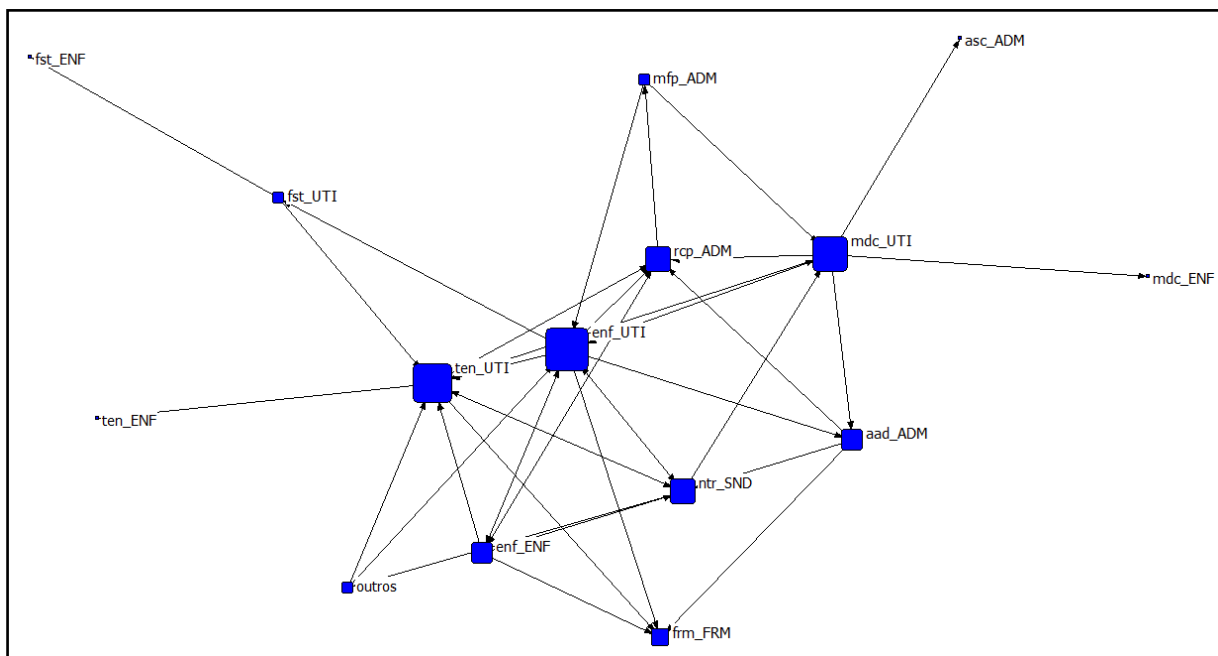 asc_ADM
fst_ENF
mfp_ADM
fst_UTI
mdc_UTI
rcp_ADM
mdc_ENF
enf_UTI
ten_UTI
ten_ENF
aad_ADM
ntr_SND
enf_ENF
outros
frm_FRM